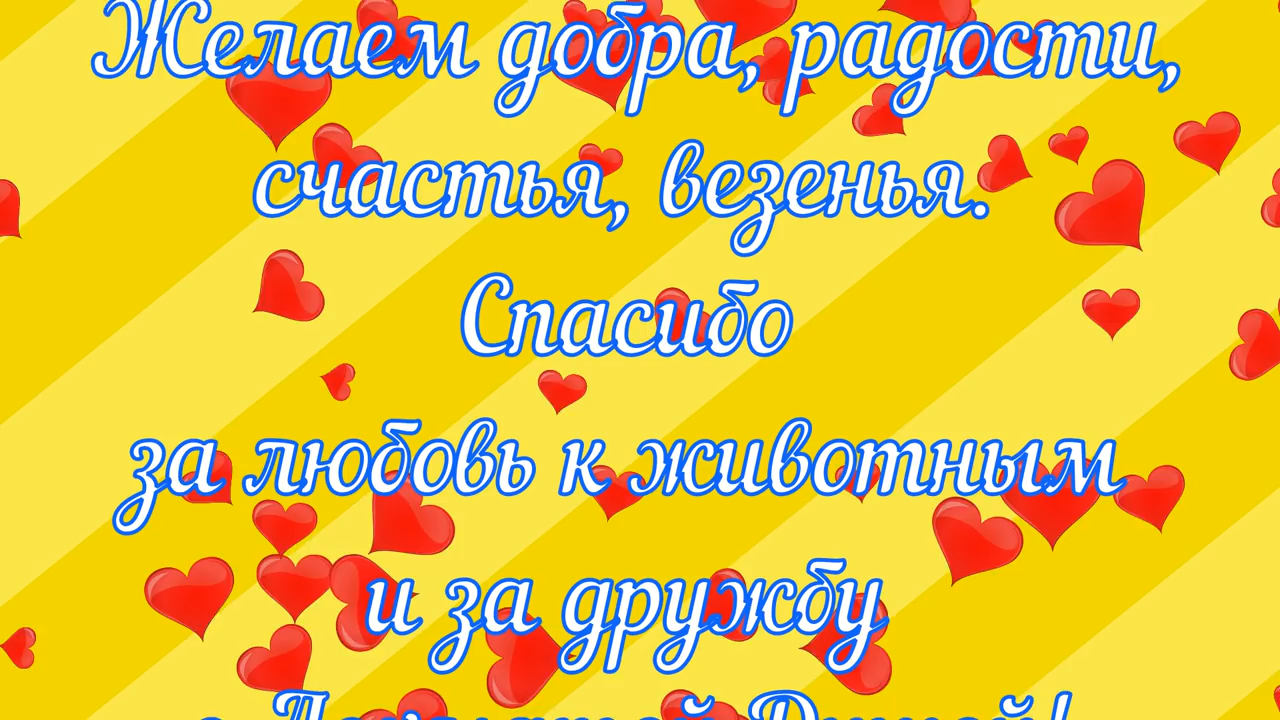 Желаем добра, радости,
счастья, везенья.
Спасибо
за любовь к животным
и за дружбу
с